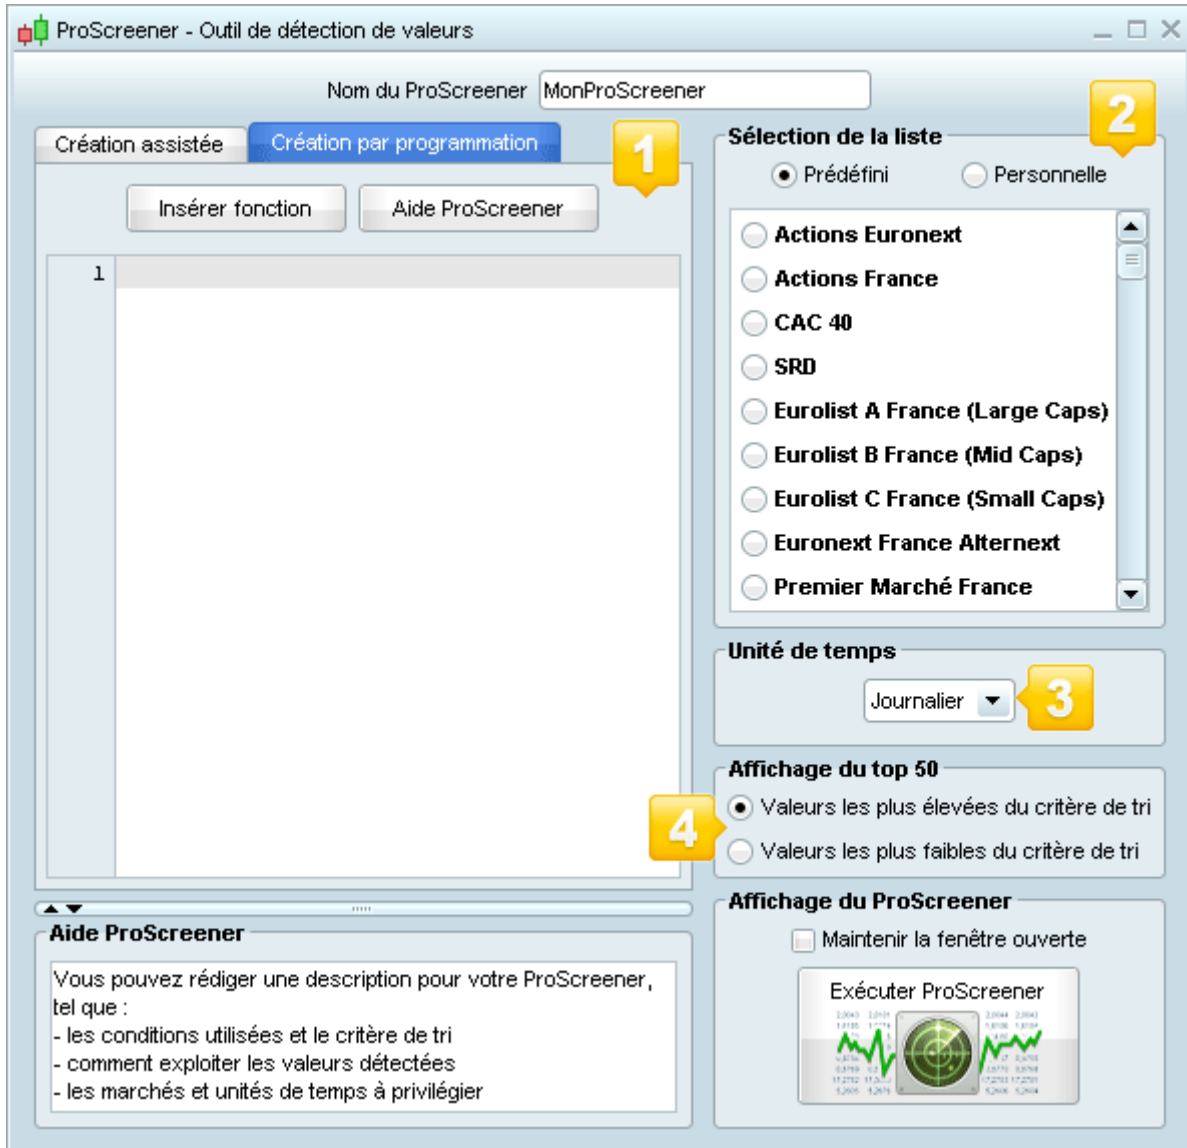 ProScreener - Outil de détection de valeurs
Nom du ProScreener MonProScreener
Création assistée Création par programmation
1
Insérer fonction Aide ProScreener
1
2
Sélection de la liste
Prédéfini Personnelle
Actions Euronext
Actions France
CAC 40
SRD
Eurolist A France (Large Caps)
Eurolist B France (Mid Caps)
Eurolist C France (Small Caps)
Euronext France Alternext
Premier Marché France
Unité de temps
Journalier
3
Affichage du top 50
4
Valeurs les plus élevées du critère de tri
Valeurs les plus faibles du critère de tri
Aide ProScreener
Vous pouvez rédiger une description pour votre ProScreener,
tel que :
- les conditions utilisées et le critère de tri
- comment exploiter les valeurs détectées
- les marchés et unités de temps à privilégier
Affichage du ProScreener
Maintenir la fenêtre ouverte
Exécuter ProScreener